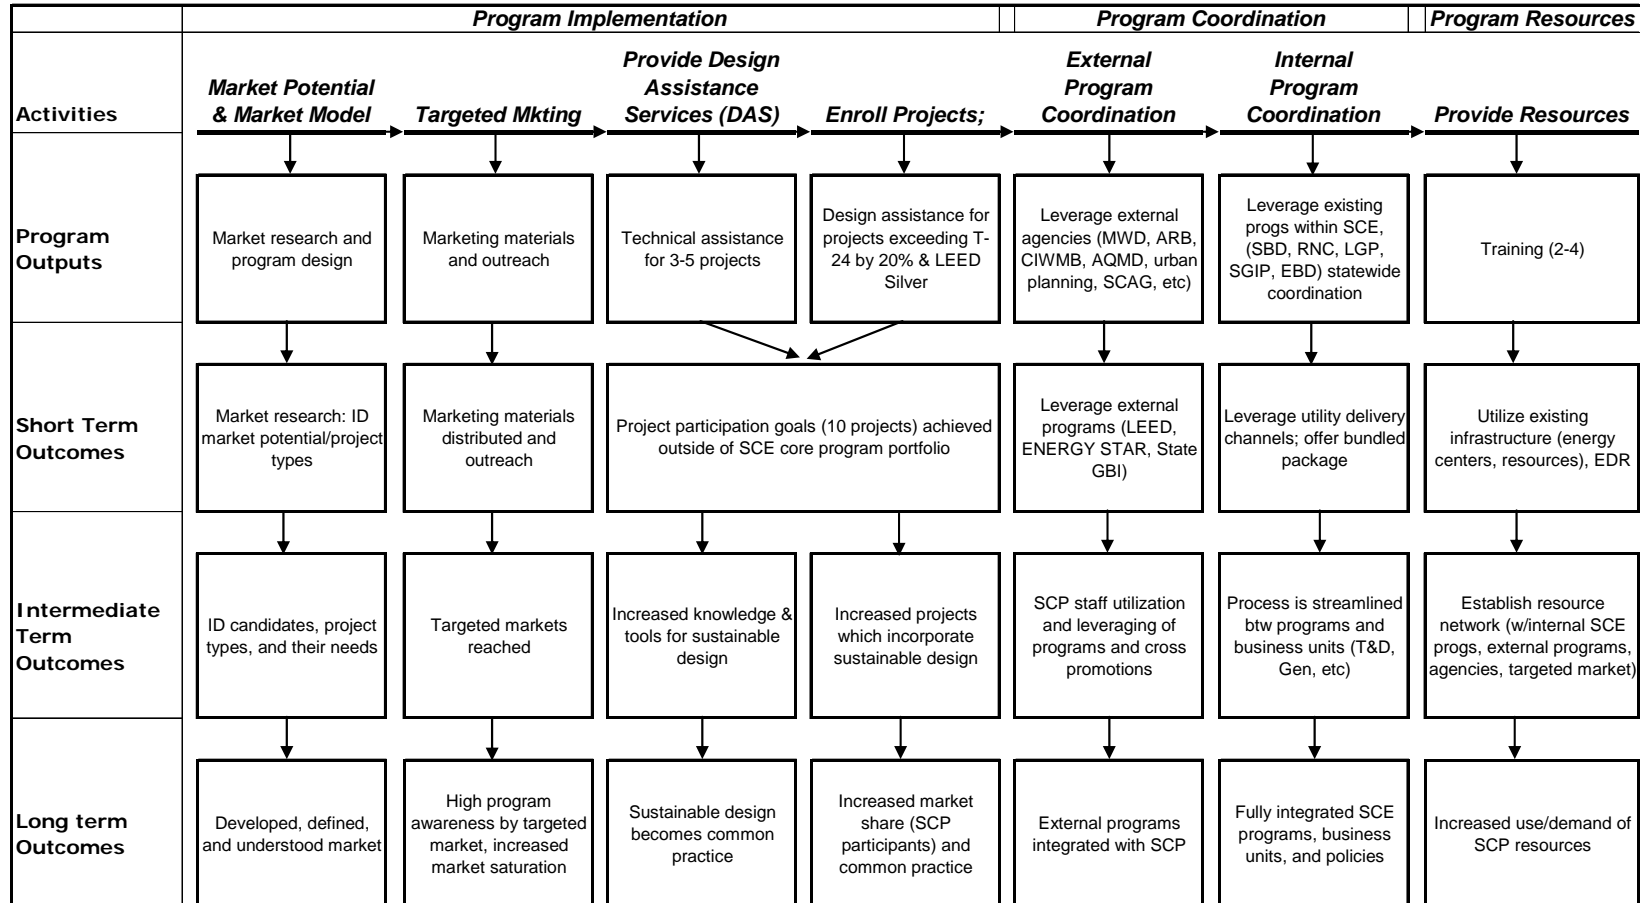 Program Implementation
Program Coordination
Program Resources
Activities
Market Potential
& Market Model
Targeted Mkting
Provide Design
Assistance
Services (DAS)
Enroll Projects;
External
Program
Coordination
Internal
Program
Coordination
Provide Resources
Program
Outputs
Market research and
program design
Marketing materials
and outreach
Technical assistance
for 3-5 projects
Design assistance for
projects exceeding T-
24 by 20% & LEED
Silver
Leverage external
agencies (MWD, ARB,
CIWMB, AQMD, urban
planning, SCAG, etc)
Leverage existing
progs within SCE,
(SBD, RNC, LGP,
SGIP, EBD) statewide
coordination
Training (2-4)
Short Term
Outcomes
Market research: ID
market potential/project
types
Marketing materials
distributed and
outreach
Project participation goals (10 projects) achieved
outside of SCE core program portfolio
Leverage external
programs (LEED,
ENERGY STAR, State
GBI)
Leverage utility delivery
channels; offer bundled
package
Utilize existing
infrastructure (energy
centers, resources), EDR
Intermediate
Term
Outcomes
ID candidates, project
types, and their needs
Targeted markets
reached
Increased knowledge &
tools for sustainable
design
Increased projects
which incorporate
sustainable design
SCP staff utilization
and leveraging of
programs and cross
promotions
Process is streamlined
btw programs and
business units (T&D,
Gen, etc)
Establish resource
network (w/internal SCE
progs, external programs,
agencies, targeted market)
Long term
Outcomes
Developed, defined,
and understood market
High program
awareness by targeted
market, increased
market saturation
Sustainable design
becomes common
practice
Increased market
share (SCP
participants) and
common practice
External programs
integrated with SCP
Fully integrated SCE
programs, business
units, and policies
Increased use/demand of
SCP resources